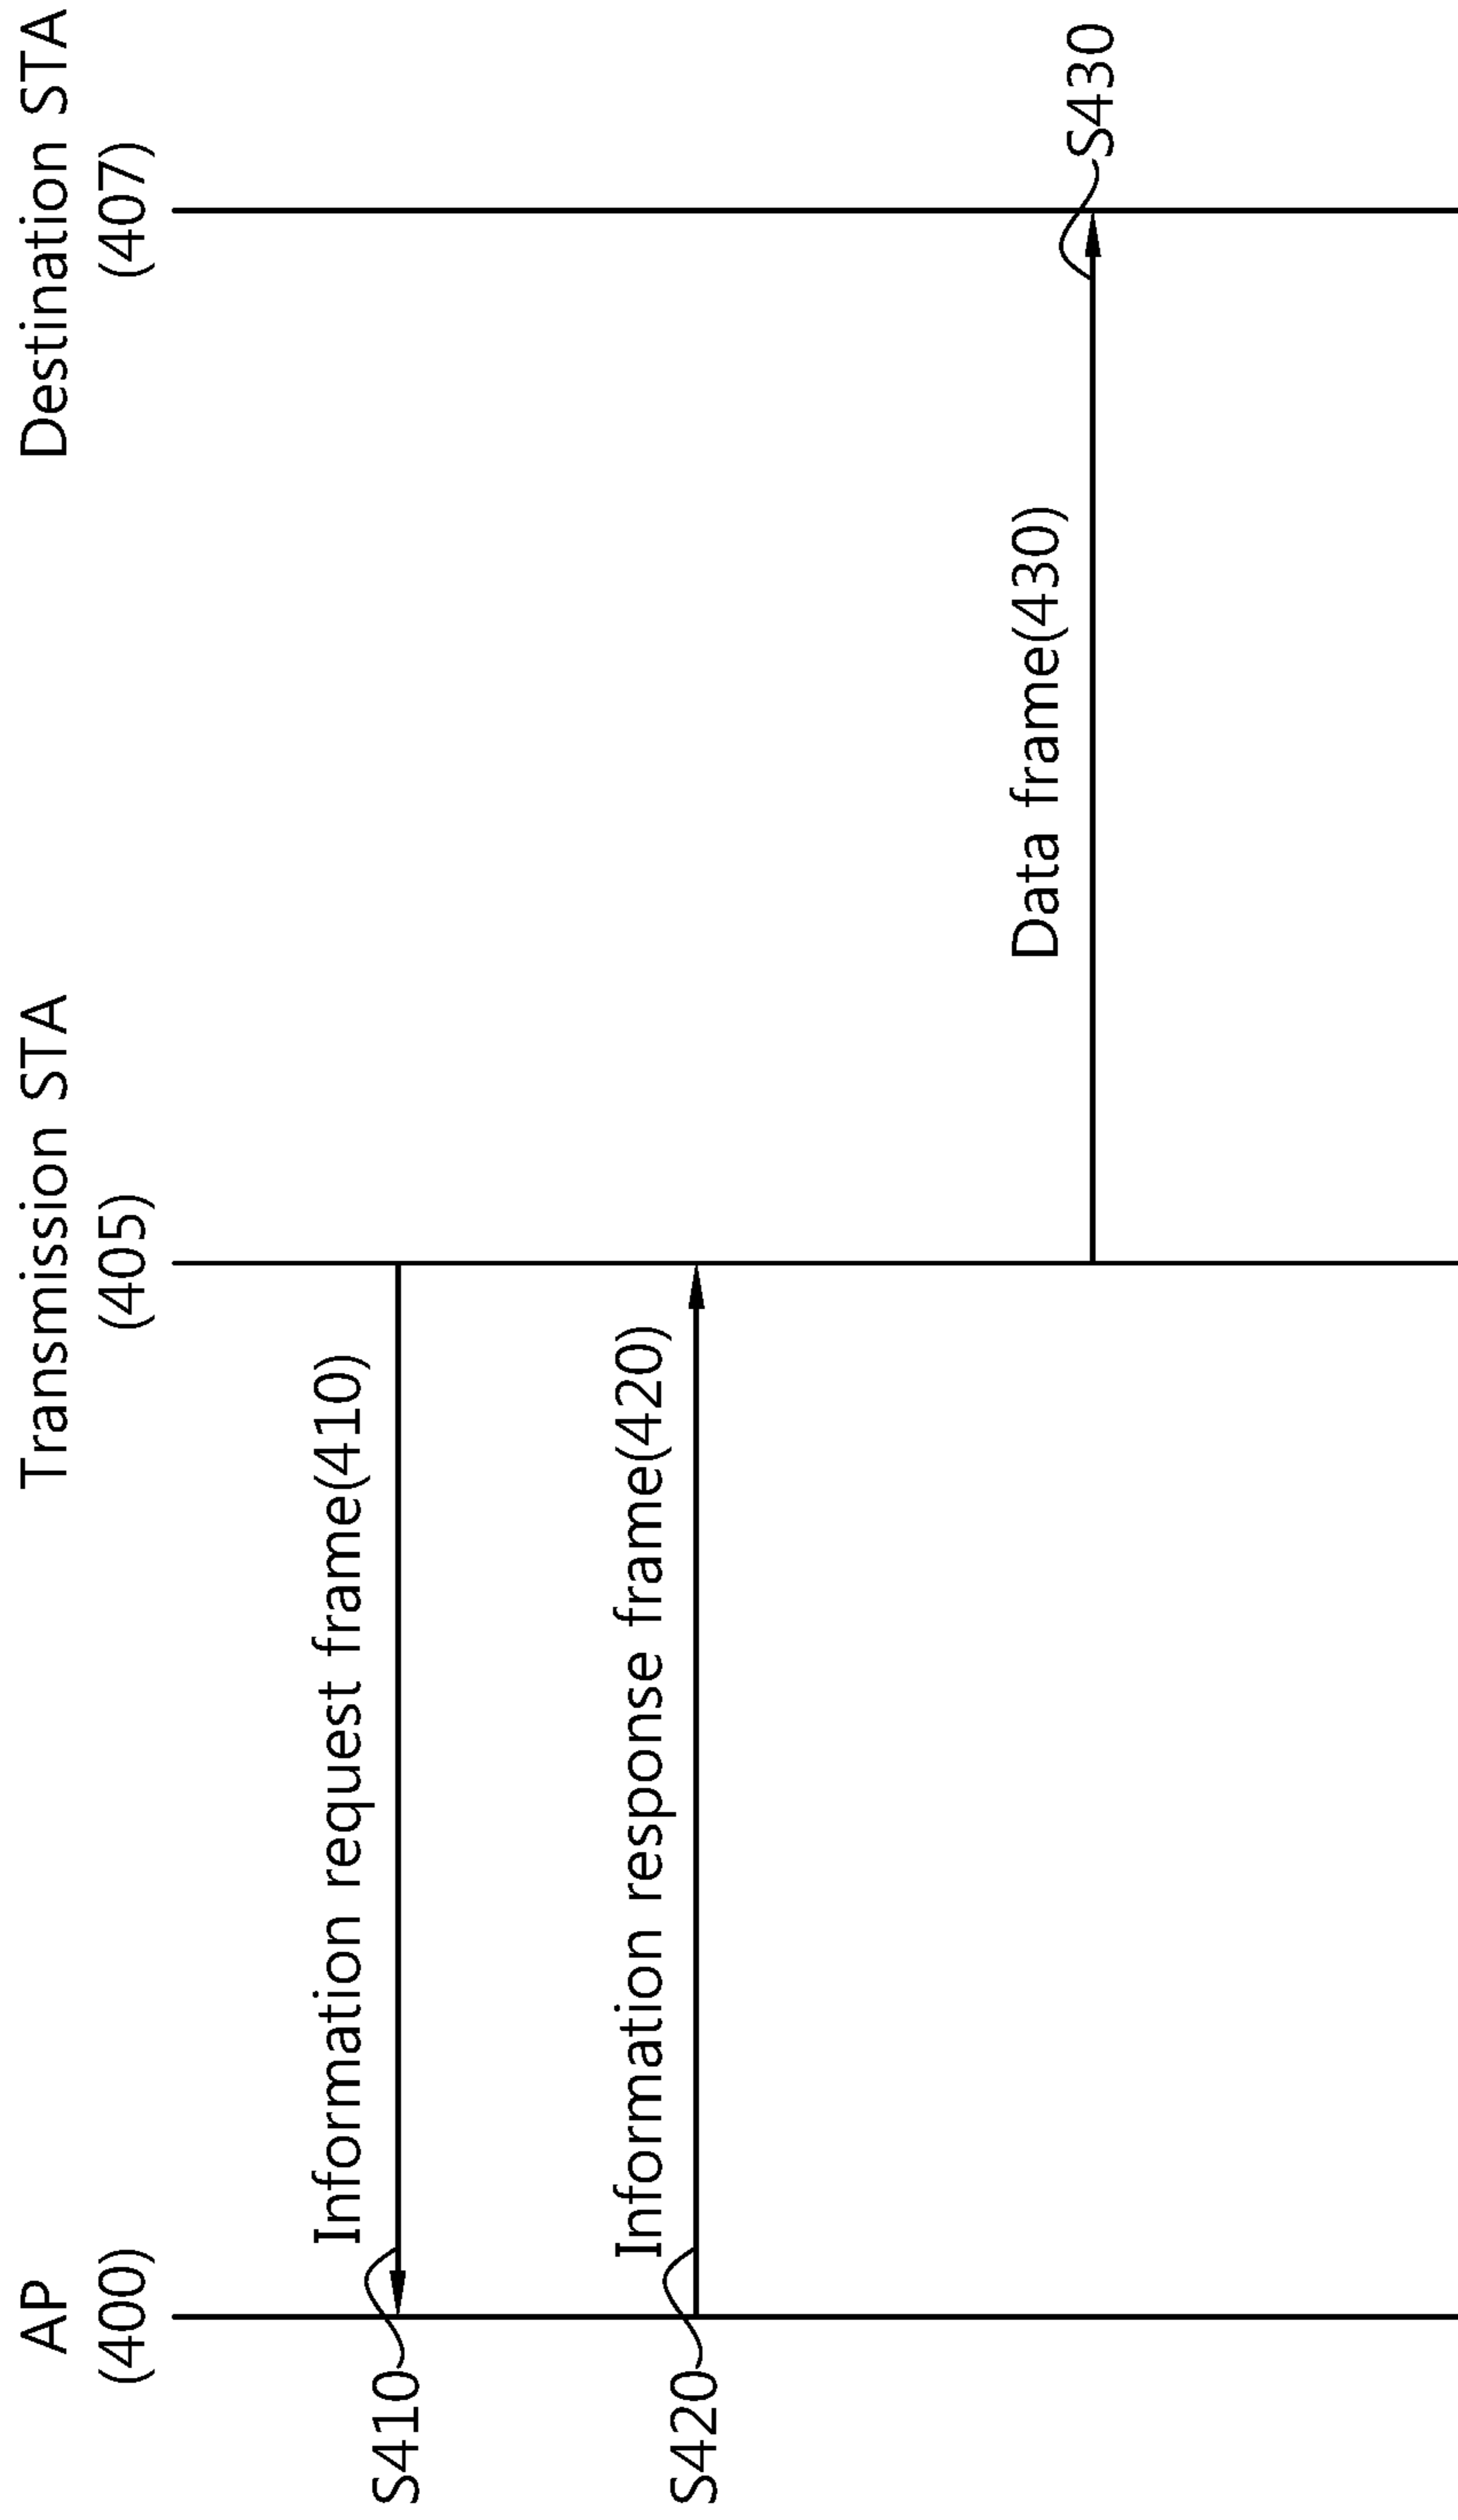 AP
(400)
Transmission STA
(405)
Destination STA
(407)
Information request frame(410)
S410
Information response frame(420)
S420
Data frame(430)
S430